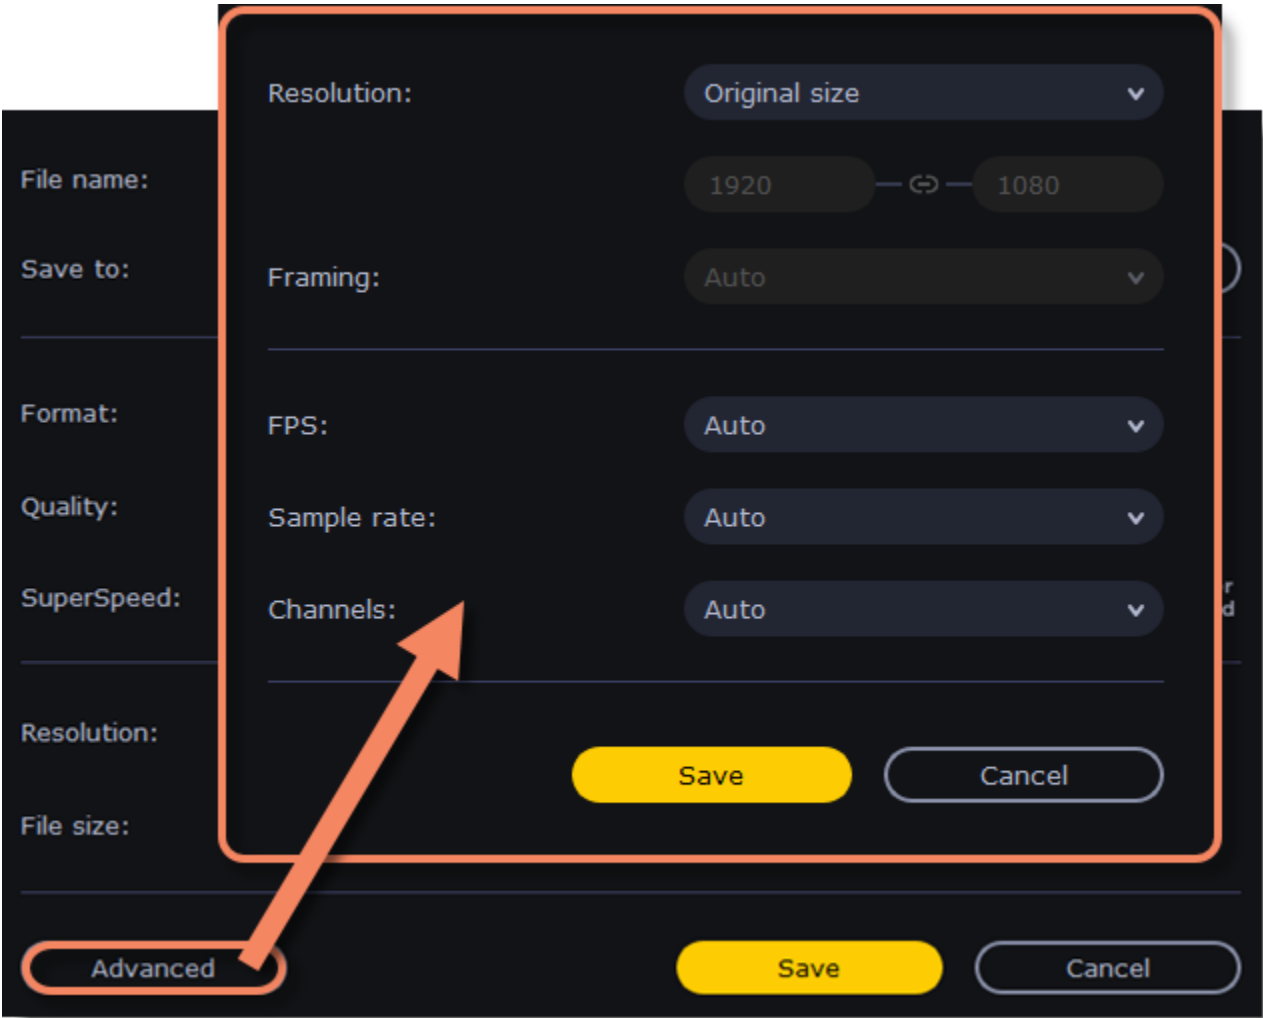 Resolution: Original size
1920 1080
Framing: Auto
FPS: Auto
Sample rate: Auto
Channels: Auto
Save Cancel
File name:
Save to:
Format:
Quality:
SuperSpeed:
Resolution:
File size:
Advanced Save Cancel